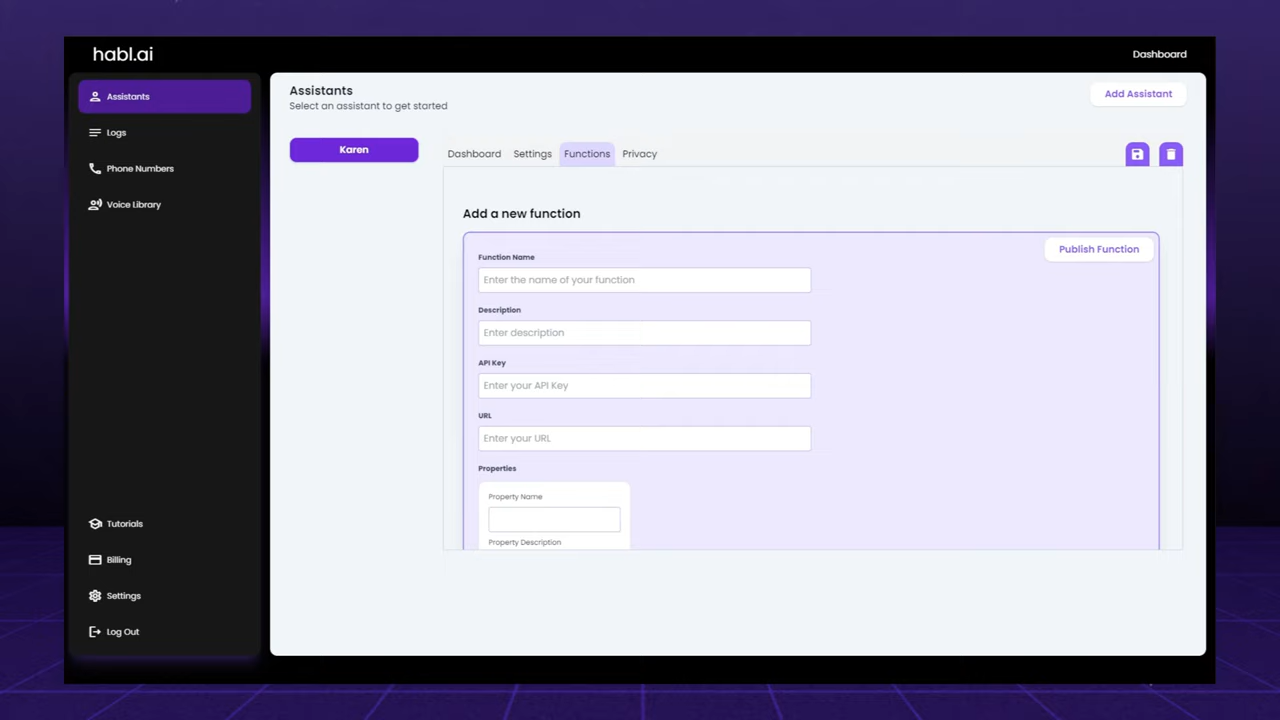 habl.ai
Dashboard
Assistants
Logs
Phone Numbers
Voice Library
Tutorials
Billing
Settings
Log Out
Assistants
Select an assistant to get started
Add Assistant
Karen
Dashboard Settings Functions Privacy
Add a new function
Publish Function
Function Name
Enter the name of your function
Description
Enter description
API Key
Enter your API Key
URL
Enter your URL
Properties
Property Name
Property Description